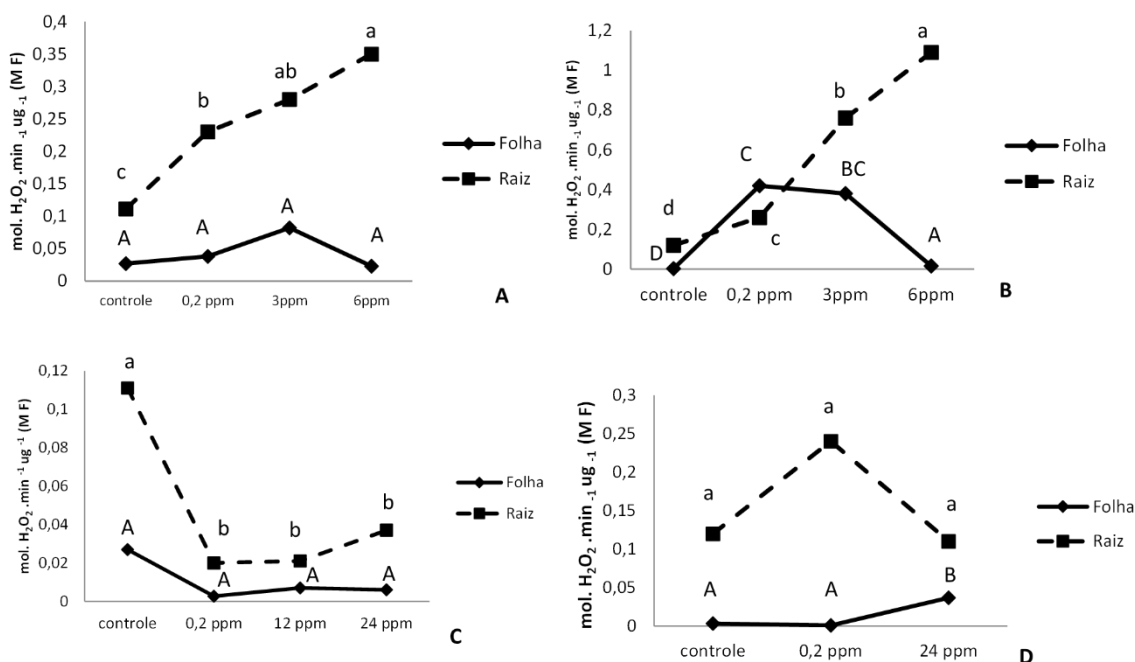 mol. H₂O₂ .min ₋₁ ug ₋₁ (M F)
0,4
0,35
0,3
0,25
0,2
0,15
0,1
0,05
0
c
b
ab
a
A
A
A
A
controle
0,2 ppm
3ppm
6ppm
Folha
Raiz
A
mol. H₂O₂ .min ₋₁ ug ₋₁ (M F)
1,2
1
0,8
0,6
0,4
0,2
0
d
c
b
a
D
C
BC
A
controle
0,2 ppm
3ppm
6ppm
Folha
Raiz
B
mol. H₂O₂ .min ⁻¹ ug ⁻¹ (M F)
0,12
0,1
0,08
0,06
0,04
0,02
0
a
b
b
b
A
A
A
A
controle
0,2 ppm
12 ppm
24 ppm
Folha
Raiz
C
mol. H₂O₂ .min ₋₁ ug ₋₁ (M F)
0,3
0,25
0,2
0,15
0,1
0,05
0
a
a
a
A
A
B
controle
0,2 ppm
24 ppm
Folha
Raiz
D